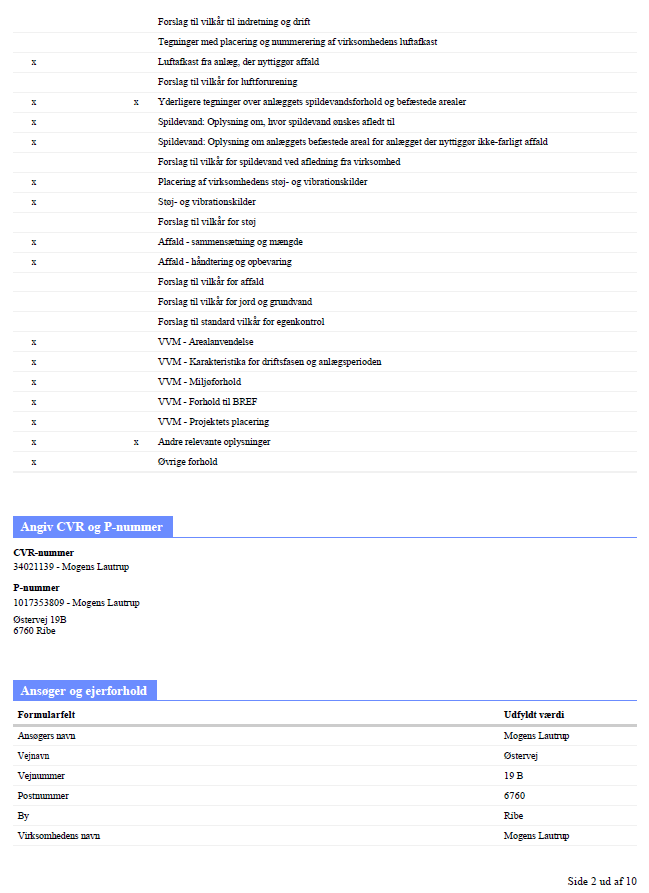 Forslag til vilkår til indretning og drift
Tegninger med placering og nummerering af virksomhedens luftafkast
x Luftafkast fra anlæg, der nyttiggør affald
Forslag til vilkår for luftforurening
x x Yderligere tegninger over anlæggets spildevandsforhold og befæstede arealer
x Spildevand: Oplysning om, hvor spildevand ønskes afledt til
x Spildevand: Oplysning om anlæggets befæstede areal for anlægget der nyttiggør ikke-farligt affald
Forslag til vilkår for spildevand ved afledning fra virksomhed
x Placering af virksomhedens støj- og vibrationskilder
x Støj- og vibrationskilder
Forslag til vilkår for støj
x Affald - sammensætning og mængde
x Affald - håndtering og opbevaring
Forslag til vilkår for affald
Forslag til vilkår for jord og grundvand
Forslag til standard vilkår for egenkontrol
x VVM - Arealanvendelse
x VVM - Karakteristika for driftsfasen og anlægsperioden
x VVM - Miljøforhold
x VVM - Forhold til BREF
x VVM - Projektets placering
x x Andre relevante oplysninger
x Øvrige forhold
Angiv CVR og P-nummer
CVR-nummer
34021139 - Mogens Lautrup
P-nummer
1017353809 - Mogens Lautrup
Østervej 19B
6760 Ribe
Ansøger og ejerforhold
Formularfelt Udfyldt værdi
Ansøgers navn Mogens Lautrup
Vejnavn Østervej
Vejnummer 19 B
Postnummer 6760
By Ribe
Virksomhedens navn Mogens Lautrup
Side 2 ud af 10